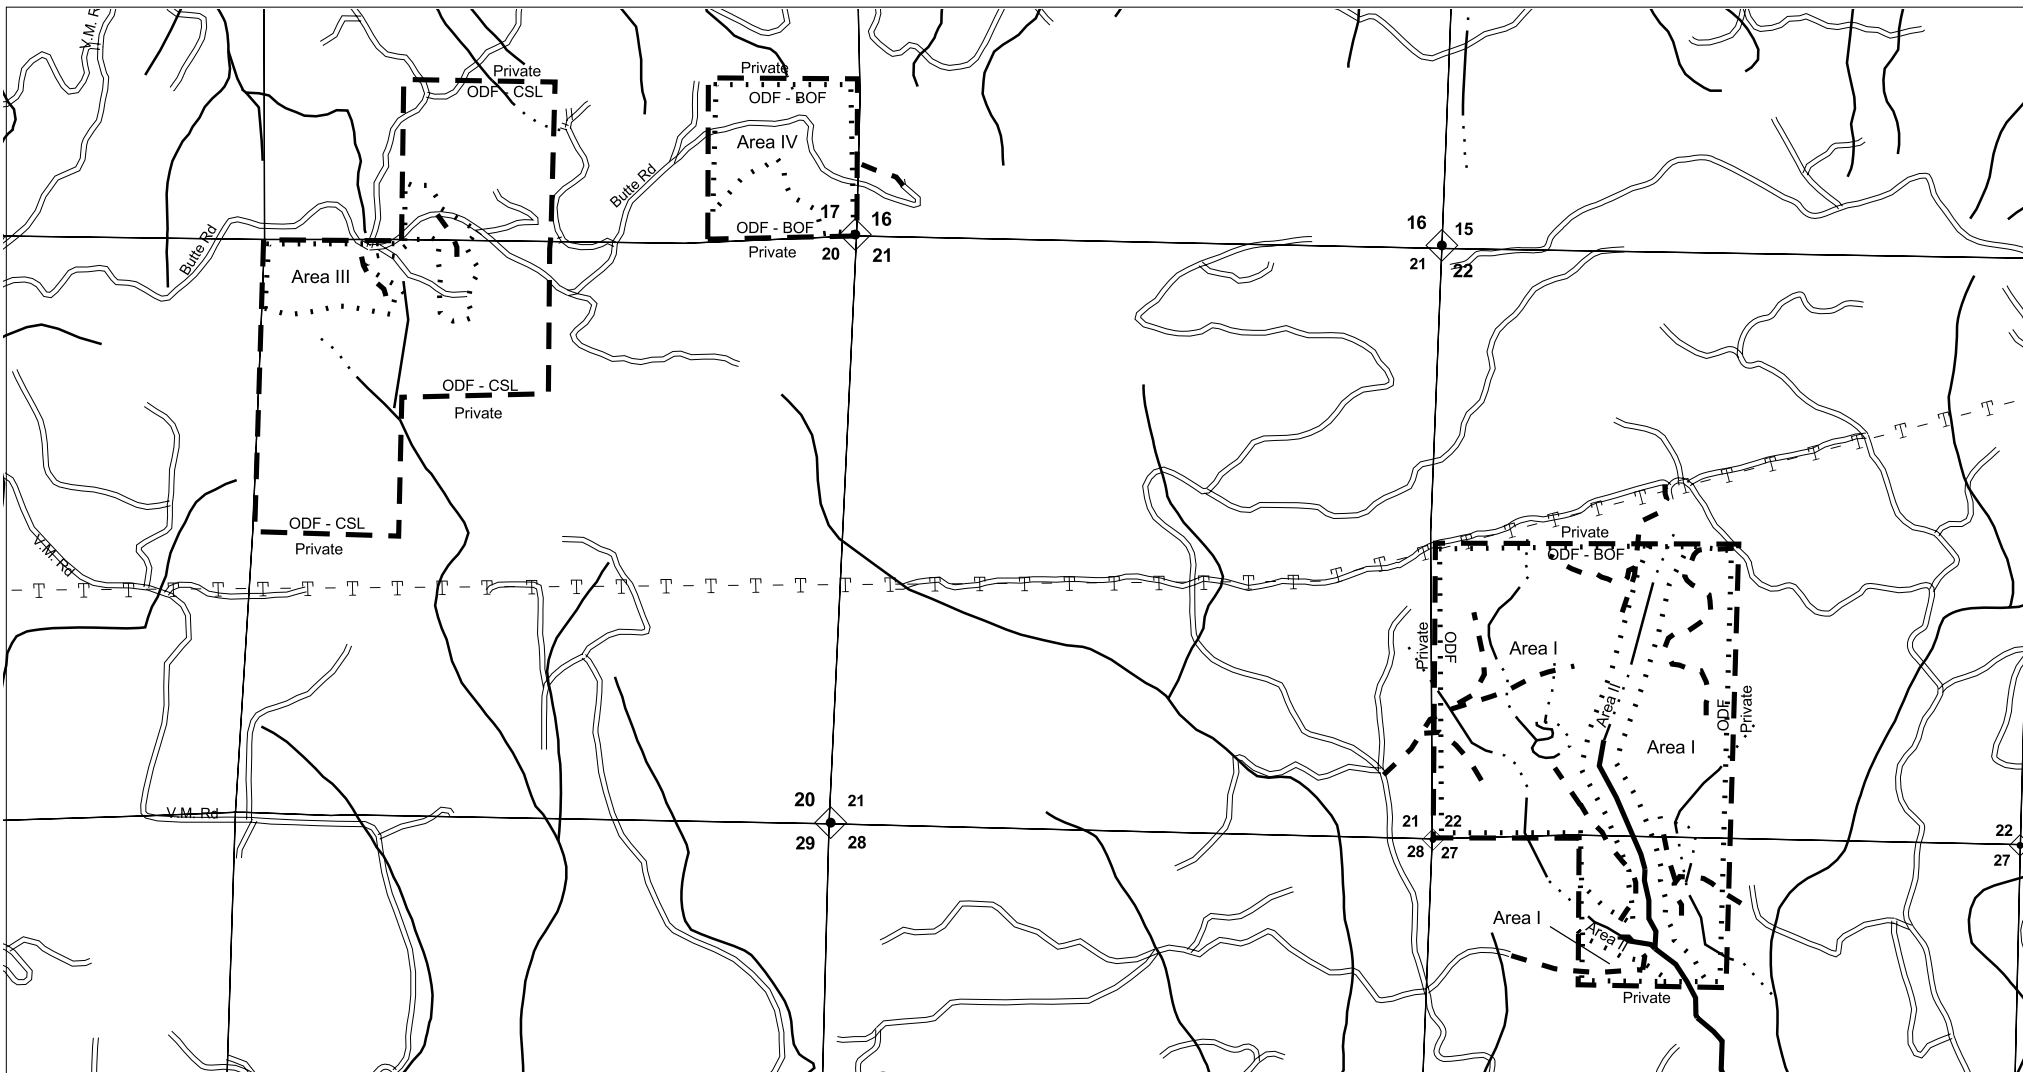 V.M. R
Private
ODF - CSL
Private
ODF - BOF
Area IV
Butte Rd
17
16
ODF - BOF
Private
20
21
16
15
21
22
Butte Rd
Area III
ODF - CSL
Private
ODF - CSL
Private
V.M. Rd
T T T T T T T T T T T T T T T T T T T T T T T T T T T T T T T T T T T T T T T T T T T T T
Private
ODF - BOF
Private
ODF
Area I
Area II
Area I
ODF
Private
V.M. Rd
20
21
29
28
21
22
28
27
22
27
Area I
Area II
Private